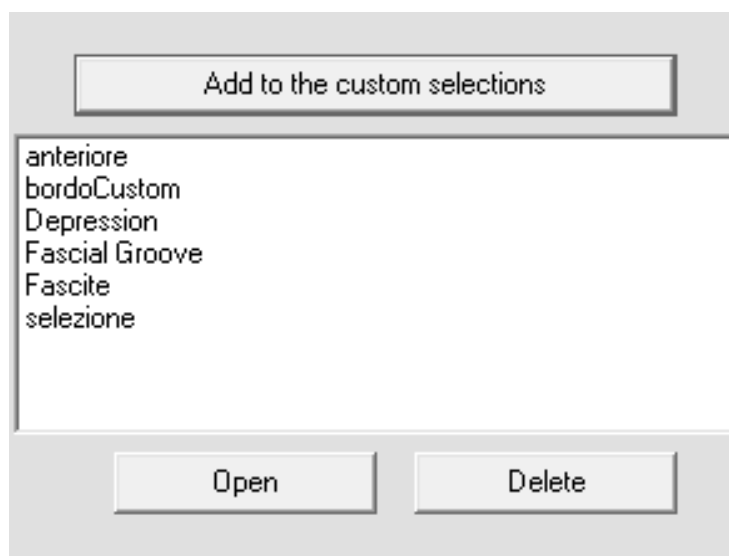 Add to the custom selections
anteriore
bordoCustom
Depression
Fascial Groove
Fascite
selezione
Open
Delete